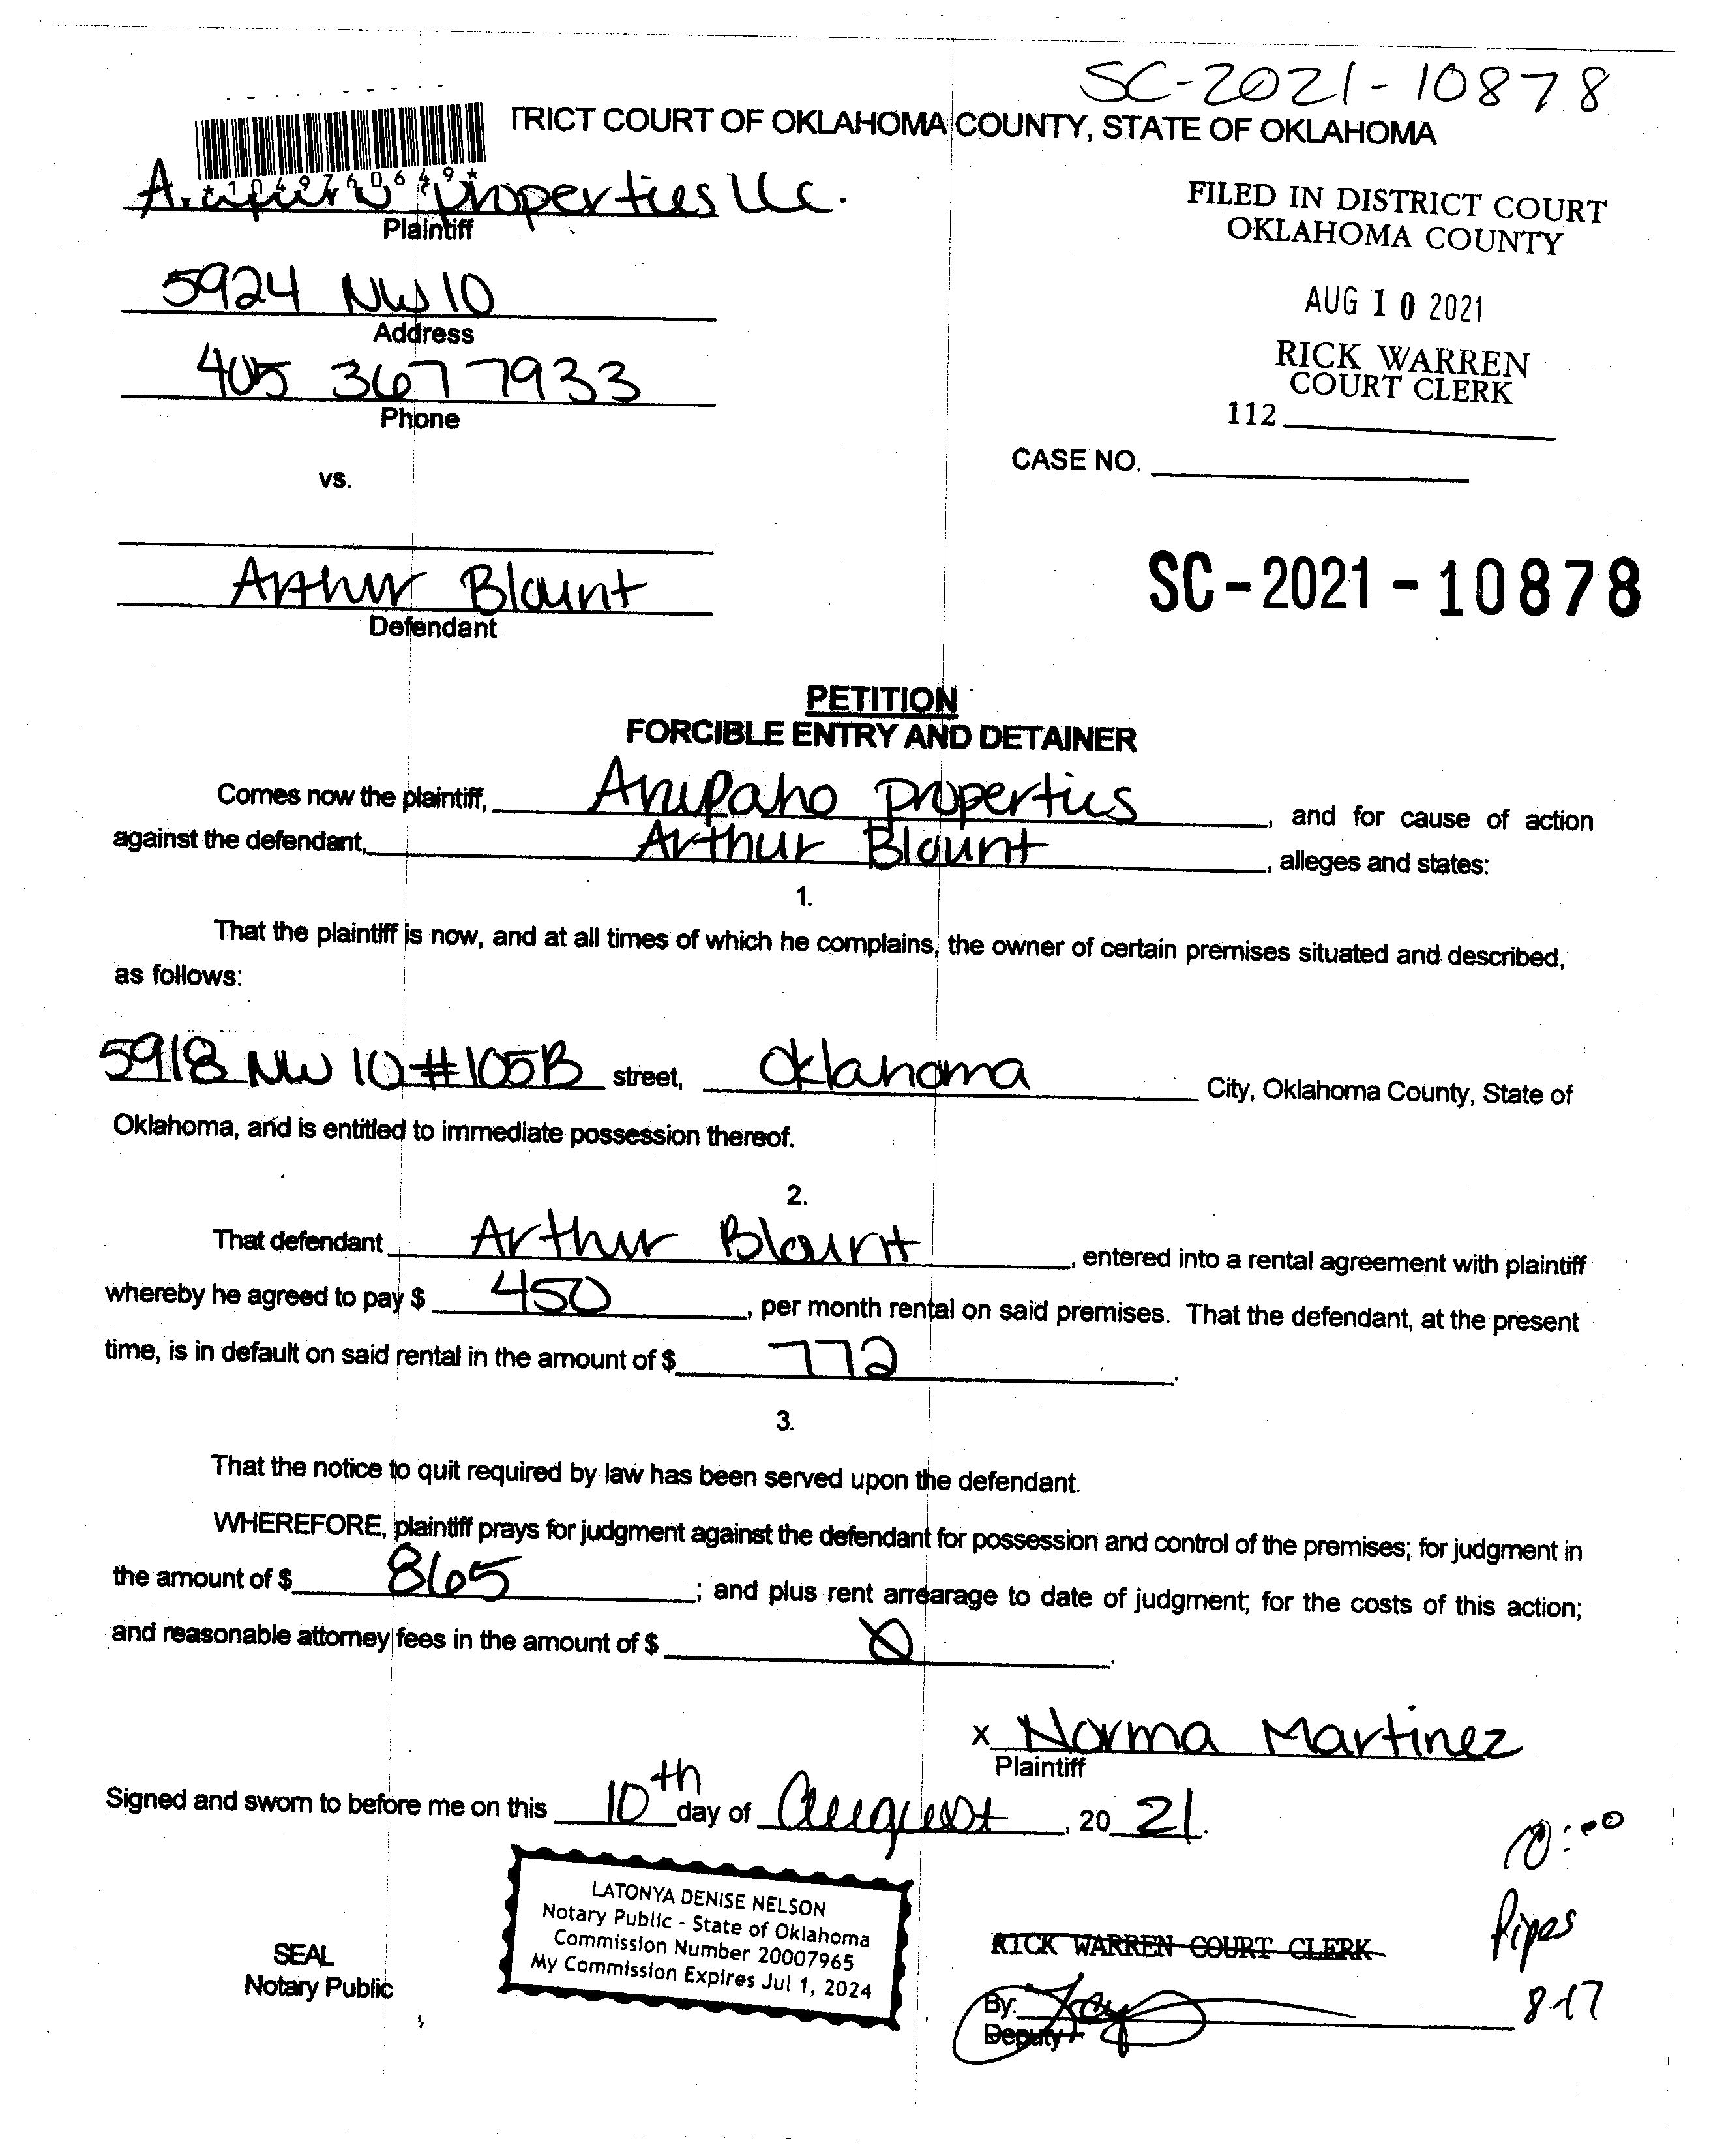 SC-2021-10878
TRICT COURT OF OKLAHOMA COUNTY, STATE OF OKLAHOMA
*1049760649*
properties llc.
Plaintiff
FILED IN DISTRICT COURT
OKLAHOMA COUNTY
5924 NW 10
Address
AUG 10 2021
405 367 7933
Phone
RICK WARREN
COURT CLERK
112
CASE NO.
vs.
Arthur Blount
Defendant
SC-2021-10878
PETITION
FORCIBLE ENTRY AND DETAINER
Comes now the plaintiff, Arupaho properties, and for cause of action
against the defendant, Arthur Blount, alleges and states:
1.
That the plaintiff is now, and at all times of which he complains, the owner of certain premises situated and described,
as follows:
5918 NW 10 #105B street, Oklahoma City, Oklahoma County, State of
Oklahoma, and is entitled to immediate possession thereof.
2.
That defendant Arthur Blount, entered into a rental agreement with plaintiff
whereby he agreed to pay $ 450, per month rental on said premises. That the defendant, at the present
time, is in default on said rental in the amount of $ 772.
3.
That the notice to quit required by law has been served upon the defendant.
WHEREFORE, plaintiff prays for judgment against the defendant for possession and control of the premises; for judgment in
the amount of $ 865; and plus rent arrearage to date of judgment; for the costs of this action;
and reasonable attorney fees in the amount of $ 0.
x Norma Martinez
Plaintiff
Signed and sworn to before me on this 10th day of August, 20 21.
10:00
Pipes
8-17
LATONYA DENISE NELSON
Notary Public - State of Oklahoma
Commission Number 20007965
My Commission Expires Jul 1, 2024
SEAL
Notary Public
RICK WARREN COURT CLERK
By:
Deputy